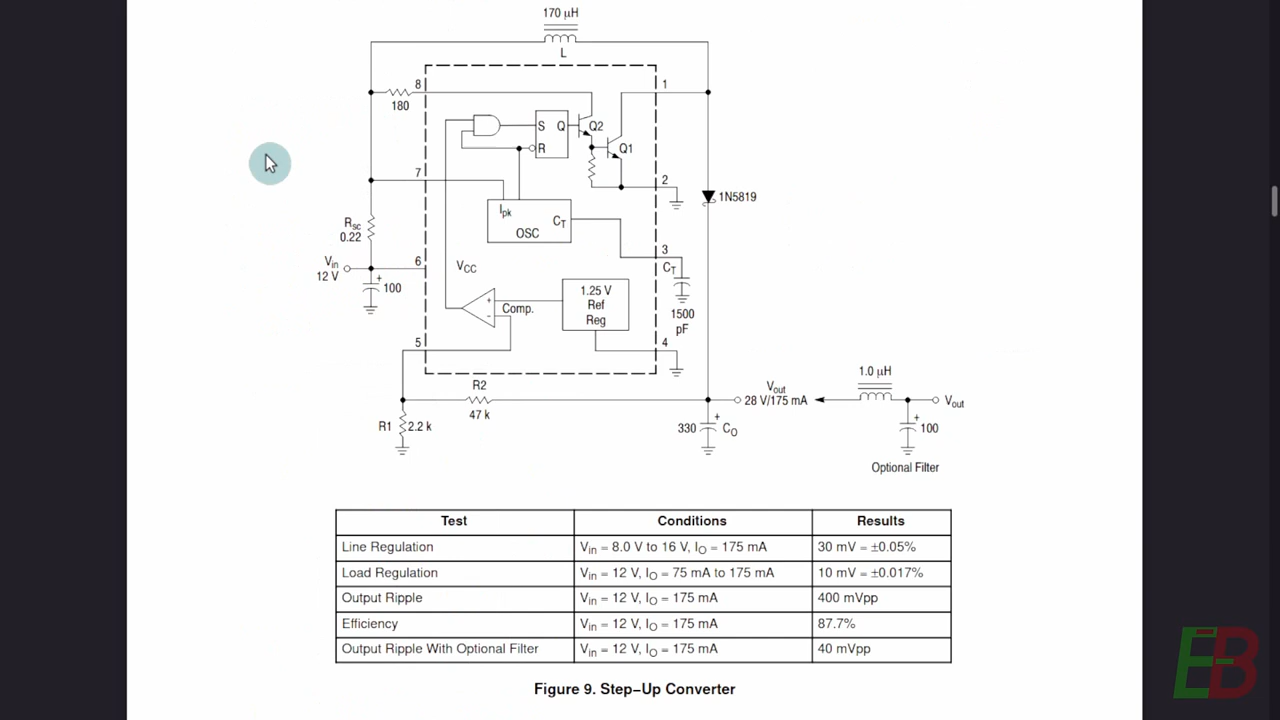 170 µH
L
8
1
180
S Q
Q2
R
Q1
7
2
1N5819
Ipk
CT
OSC
Rsc
0.22
3
Vin
12 V
6
VCC
CT
+
100
1.25 V
Ref
Reg
+
-
Comp.
1500
pF
5
4
1.0 µH
R2
47 k
Vout
28 V/175 mA
Vout
R1 2.2 k
330
+
CO
+
100
Optional Filter
Test Conditions Results
Line Regulation Vin = 8.0 V to 16 V, IO = 175 mA 30 mV = ±0.05%
Load Regulation Vin = 12 V, IO = 75 mA to 175 mA 10 mV = ±0.017%
Output Ripple Vin = 12 V, IO = 175 mA 400 mVpp
Efficiency Vin = 12 V, IO = 175 mA 87.7%
Output Ripple With Optional Filter Vin = 12 V, IO = 175 mA 40 mVpp
Figure 9. Step−Up Converter
EB